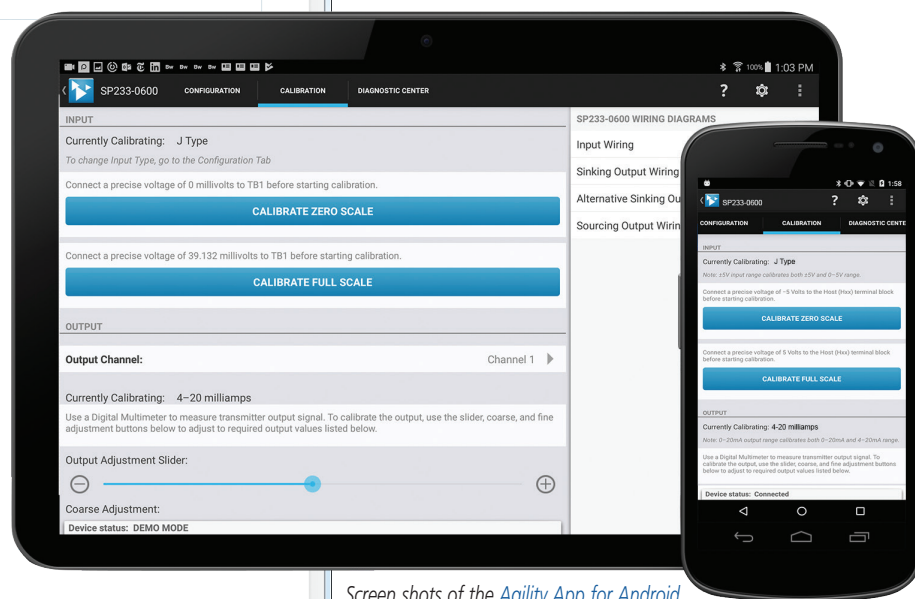 100% 1:03 PM
SP233-0600 CONFIGURATION CALIBRATION DIAGNOSTIC CENTER ?
INPUT
Currently Calibrating: J Type
To change Input Type, go to the Configuration Tab
Connect a precise voltage of 0 millivolts to TB1 before starting calibration.
CALIBRATE ZERO SCALE
Connect a precise voltage of 39.132 millivolts to TB1 before starting calibration.
CALIBRATE FULL SCALE
OUTPUT
Output Channel: Channel 1
Currently Calibrating: 4–20 milliamps
Use a Digital Multimeter to measure transmitter output signal. To calibrate the output, use the slider, coarse, and fine
adjustment buttons below to adjust to required output values listed below.
Output Adjustment Slider:
Coarse Adjustment:
Device status: DEMO MODE
SP233-0600 WIRING DIAGRAMS
Input Wiring
Sinking Output Wiring
Alternative Sinking Ou
Sourcing Output Wirin
1:58
SP233-0600 ?
CONFIGURATION CALIBRATION DIAGNOSTIC CENTE
INPUT
Currently Calibrating: J Type
Note: ±5V input range calibrates both ±5V and 0–5V range.
Connect a precise voltage of –5 Volts to the Host (Hxx) terminal block
before starting calibration.
CALIBRATE ZERO SCALE
Connect a precise voltage of 5 Volts to the Host (Hxx) terminal block
before starting calibration.
CALIBRATE FULL SCALE
OUTPUT
Currently Calibrating: 4-20 milliamps
Note: 0–20mA output range calibrates both 0–20mA and 4–20mA range.
Use a Digital Multimeter to measure transmitter output signal. To
calibrate the output, use the slider, coarse, and fine adjustment buttons
below to adjust to required output values listed below.
Device status: Connected
Screen shots of the Agility App for Android